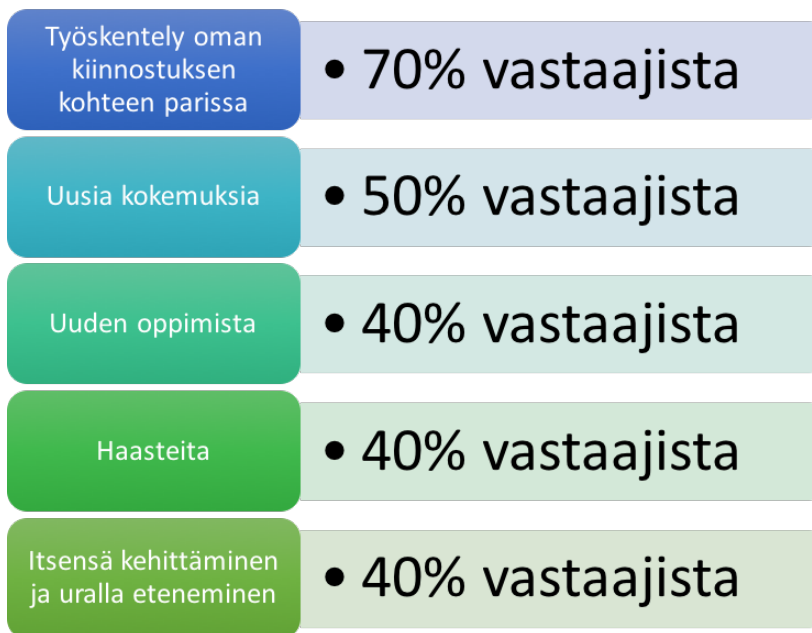 Työskentely oman
kiinnostuksen
kohteen parissa
• 70% vastaajista
Uusia kokemuksia
• 50% vastaajista
Uuden oppimista
• 40% vastaajista
Haasteita
• 40% vastaajista
Itsensä kehittäminen
ja uralla eteneminen
• 40% vastaajista